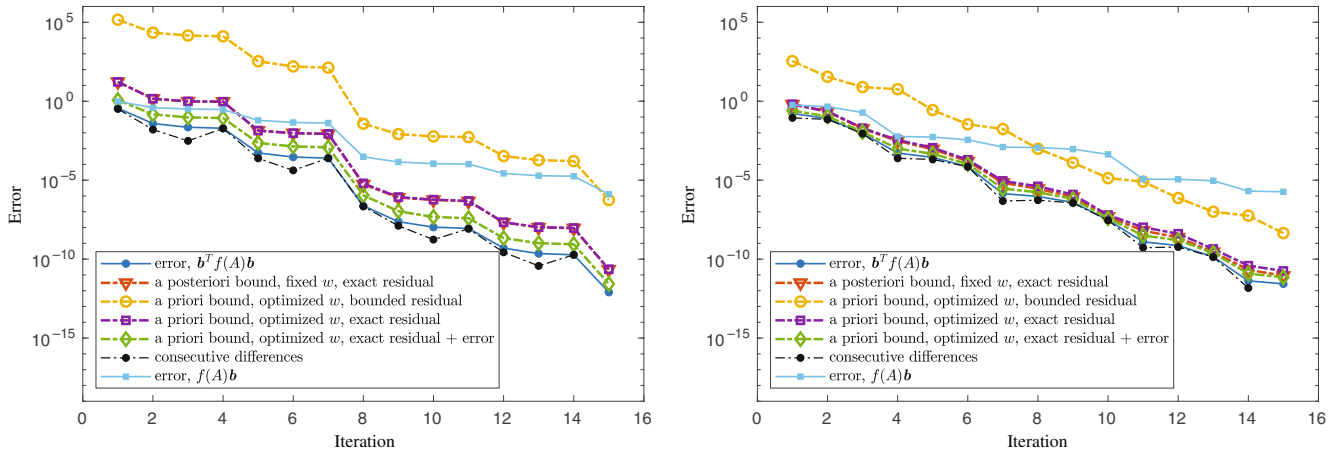 10^5
10^0
10^-5
10^-10
10^-15
Error
error, b^T f(A)b
a posteriori bound, fixed w, exact residual
a priori bound, optimized w, bounded residual
a priori bound, optimized w, exact residual
a priori bound, optimized w, exact residual + error
consecutive differences
error, f(A)b
0 2 4 6 8 10 12 14 16
Iteration
10^5
10^0
10^-5
10^-10
10^-15
Error
error, b^T f(A)b
a posteriori bound, fixed w, exact residual
a priori bound, optimized w, bounded residual
a priori bound, optimized w, exact residual
a priori bound, optimized w, exact residual + error
consecutive differences
error, f(A)b
0 2 4 6 8 10 12 14 16
Iteration